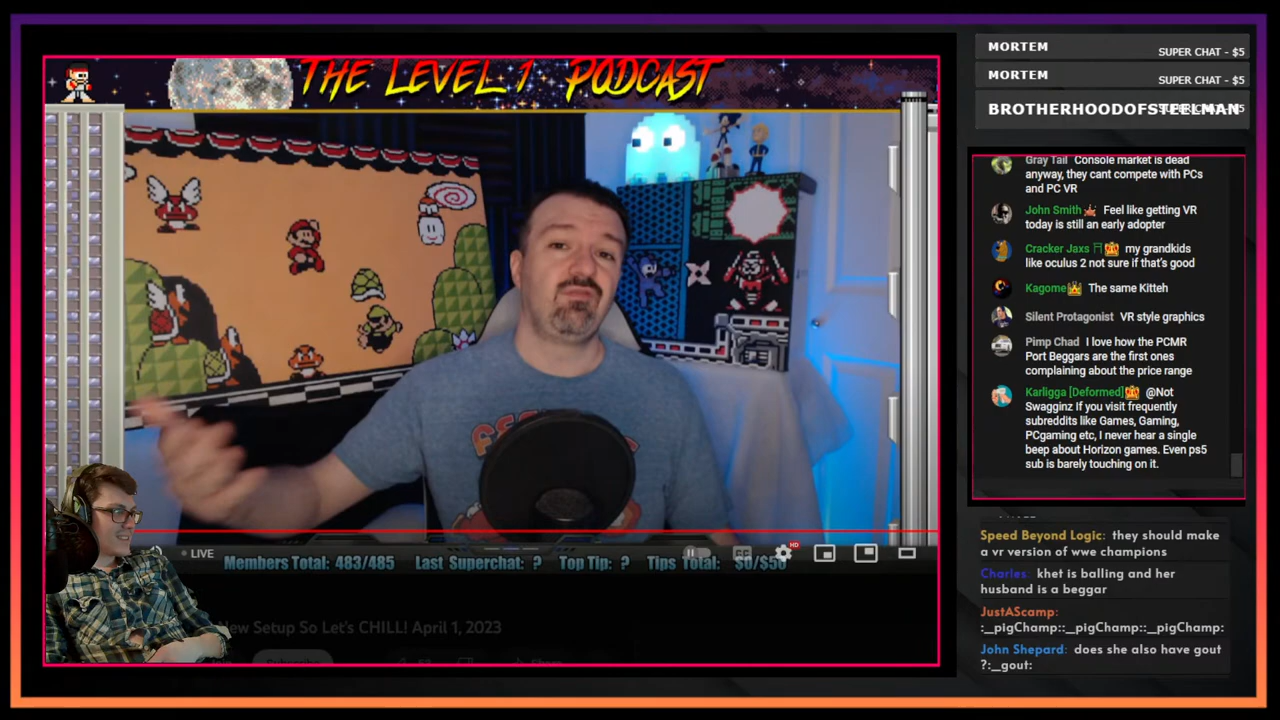 THE LEVEL 1 PODCAST
LIVE
Members Total: 483/485 Last Superchat: ? Top Tip: ? Tips Total: $0/$50
New Setup So Let's CHILL! April 1, 2023
Join Subscribe 53 Share
MORTEM SUPER CHAT - $5
MORTEM SUPER CHAT - $5
BROTHERHOODOFSTEELMAN
Gray Tail Console market is dead
anyway, they cant compete with PCs
and PC VR
John Smith Feel like getting VR
today is still an early adopter
Cracker Jaxs my grandkids
like oculus 2 not sure if that's good
Kagome The same Kitteh
Silent Protagonist VR style graphics
Pimp Chad I love how the PCMR
Port Beggars are the first ones
complaining about the price range
Karligga [Deformed] @Not
Swagginz If you visit frequently
subreddits like Games, Gaming,
PCgaming etc, I never hear a single
beep about Horizon games. Even ps5
sub is barely touching on it.
Speed Beyond Logic: they should make
a vr version of wwe champions
Charles: khet is balling and her
husband is a beggar
JustAScamp:
:_pigChamp::_pigChamp::_pigChamp:
John Shepard: does she also have gout
?:_gout: